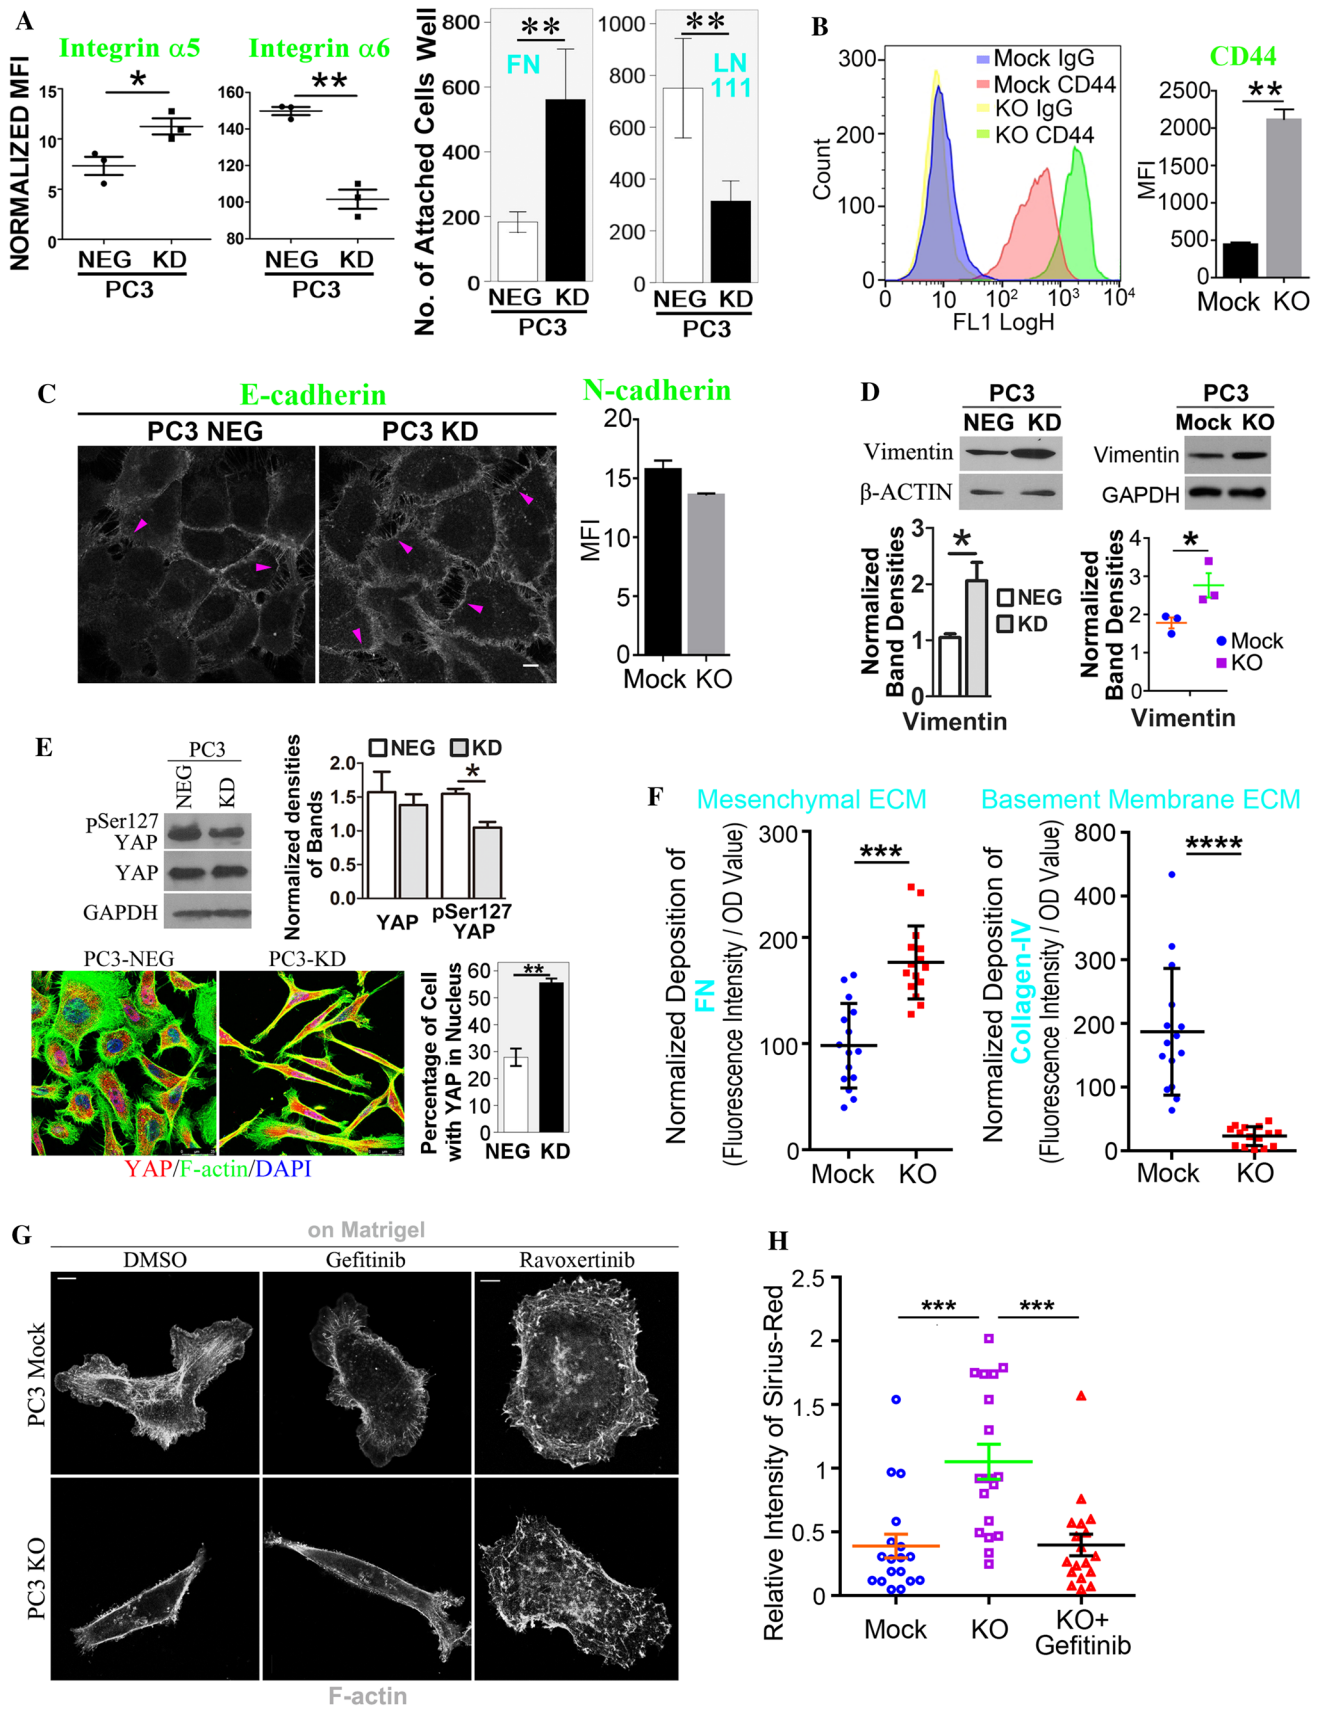 A
Integrin α5
Integrin α6
NORMALIZED MFI
15
10
5
0
*
NEG KD
PC3
160
140
120
100
80
**
NEG KD
PC3
No. of Attached Cells Well
800
600
400
200
0
**
FN
NEG KD
PC3
1000
800
600
400
200
0
**
LN
111
NEG KD
PC3
B
Count
300
200
100
0
Mock IgG
Mock CD44
KO IgG
KO CD44
0 10 10² 10³ 10⁴
FL1 LogH
CD44
MFI
2500
2000
1500
1000
500
0
**
Mock KO
C
E-cadherin
PC3 NEG
PC3 KD
N-cadherin
MFI
20
15
10
5
0
Mock KO
D
PC3
NEG KD
Vimentin
β-ACTIN
Normalized
Band Densities
3
2
1
0
*
NEG
KD
Vimentin
PC3
Mock KO
Vimentin
GAPDH
Normalized
Band Densities
4
3
2
1
0
*
Mock
KO
Vimentin
E
PC3
NEG
KD
pSer127
YAP
YAP
GAPDH
Normalized densities
of Bands
NEG KD
2.0
1.5
1.0
0.5
0.0
*
YAP
pSer127
YAP
PC3-NEG
PC3-KD
YAP/F-actin/DAPI
Percentage of Cell
with YAP in Nucleus
60
50
40
30
20
10
0
**
NEG KD
F
Mesenchymal ECM
Normalized Deposition of
FN
(Fluorescence Intensity / OD Value)
300
200
100
0
***
Mock KO
Basement Membrane ECM
Normalized Deposition of
Collagen-IV
(Fluorescence Intensity / OD Value)
800
400
300
200
100
0
****
Mock KO
G
on Matrigel
DMSO
Gefitinib
Ravoxertinib
PC3 Mock
PC3 KO
F-actin
H
Relative Intensity of Sirius-Red
2.5
2
1.5
1
0.5
0
***
***
Mock
KO
KO+
Gefitinib